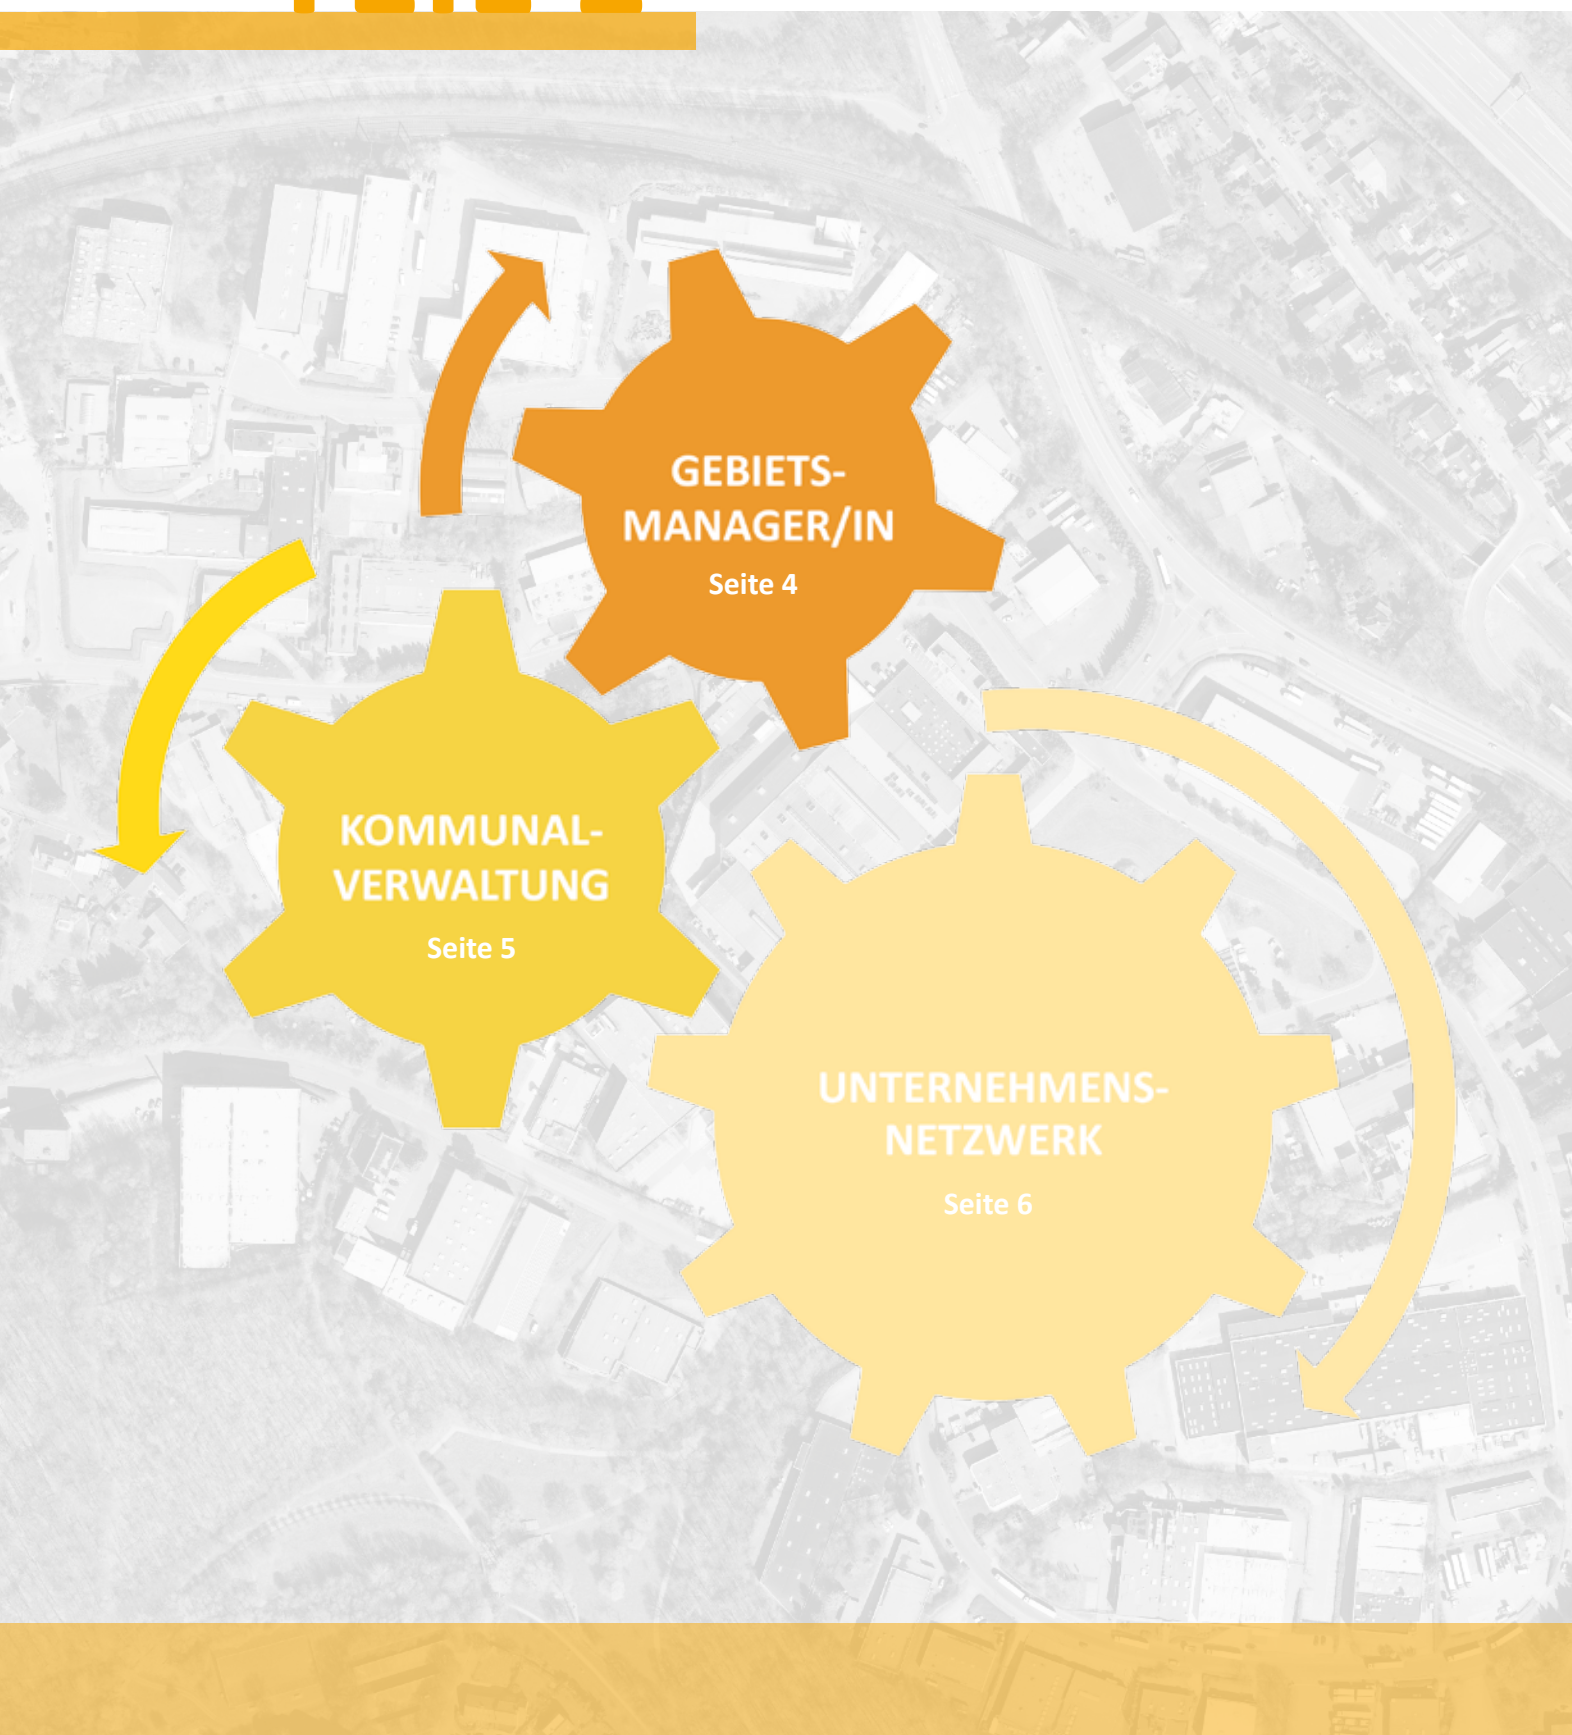 GEBIETS-
MANAGER/IN
Seite 4
KOMMUNAL-
VERWALTUNG
Seite 5
UNTERNEHMENS-
NETZWERK
Seite 6